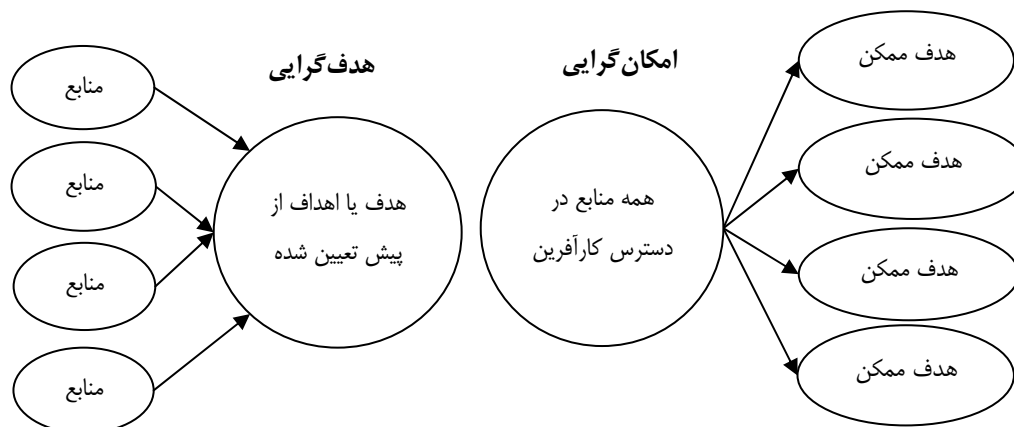 امکان‌گرایی
هدف ممکن
هدف ممکن
هدف ممکن
هدف ممکن
همه منابع در
دسترس کارآفرین
هدف‌گرایی
هدف یا اهداف از
پیش تعیین شده
منابع
منابع
منابع
منابع